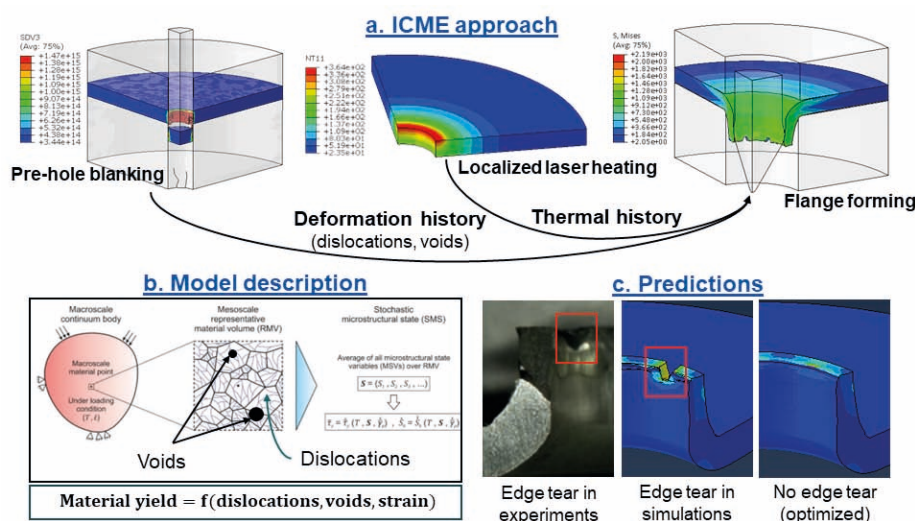 a. ICME approach
SDV3
(Avg: 75%)
+1.47e+15
+1.38e+15
+1.28e+15
+1.19e+15
+1.09e+15
+1.00e+15
+9.07e+14
+8.13e+14
+7.19e+14
+6.26e+14
+5.32e+14
+4.38e+14
+3.44e+14
Pre-hole blanking
NT11
+3.64e+02
+3.36e+02
+3.08e+02
+2.79e+02
+2.51e+02
+2.22e+02
+1.94e+02
+1.66e+02
+1.37e+02
+1.09e+02
+8.03e+01
+5.19e+01
+2.35e+01
Localized laser heating
S, Mises
(Avg: 75%)
+2.19e+03
+2.01e+03
+1.82e+03
+1.64e+03
+1.46e+03
+1.28e+03
+1.09e+03
+9.12e+02
+7.30e+02
+5.48e+02
+3.66e+02
+1.84e+02
+2.05e+00
Flange forming
Deformation history
(dislocations, voids)
Thermal history
b. Model description
Macroscale
continuum body
Macroscale
material point
Under loading
condition
Mesoscale
representative
material volume (RMV)
Stochastic
microstructural state
(SMS)
Average of all microstructural state
variables (MSVs) over RMV
Voids
Dislocations
Material yield = f(dislocations, voids, strain)
c. Predictions
Edge tear in
experiments
Edge tear in
simulations
No edge tear
(optimized)